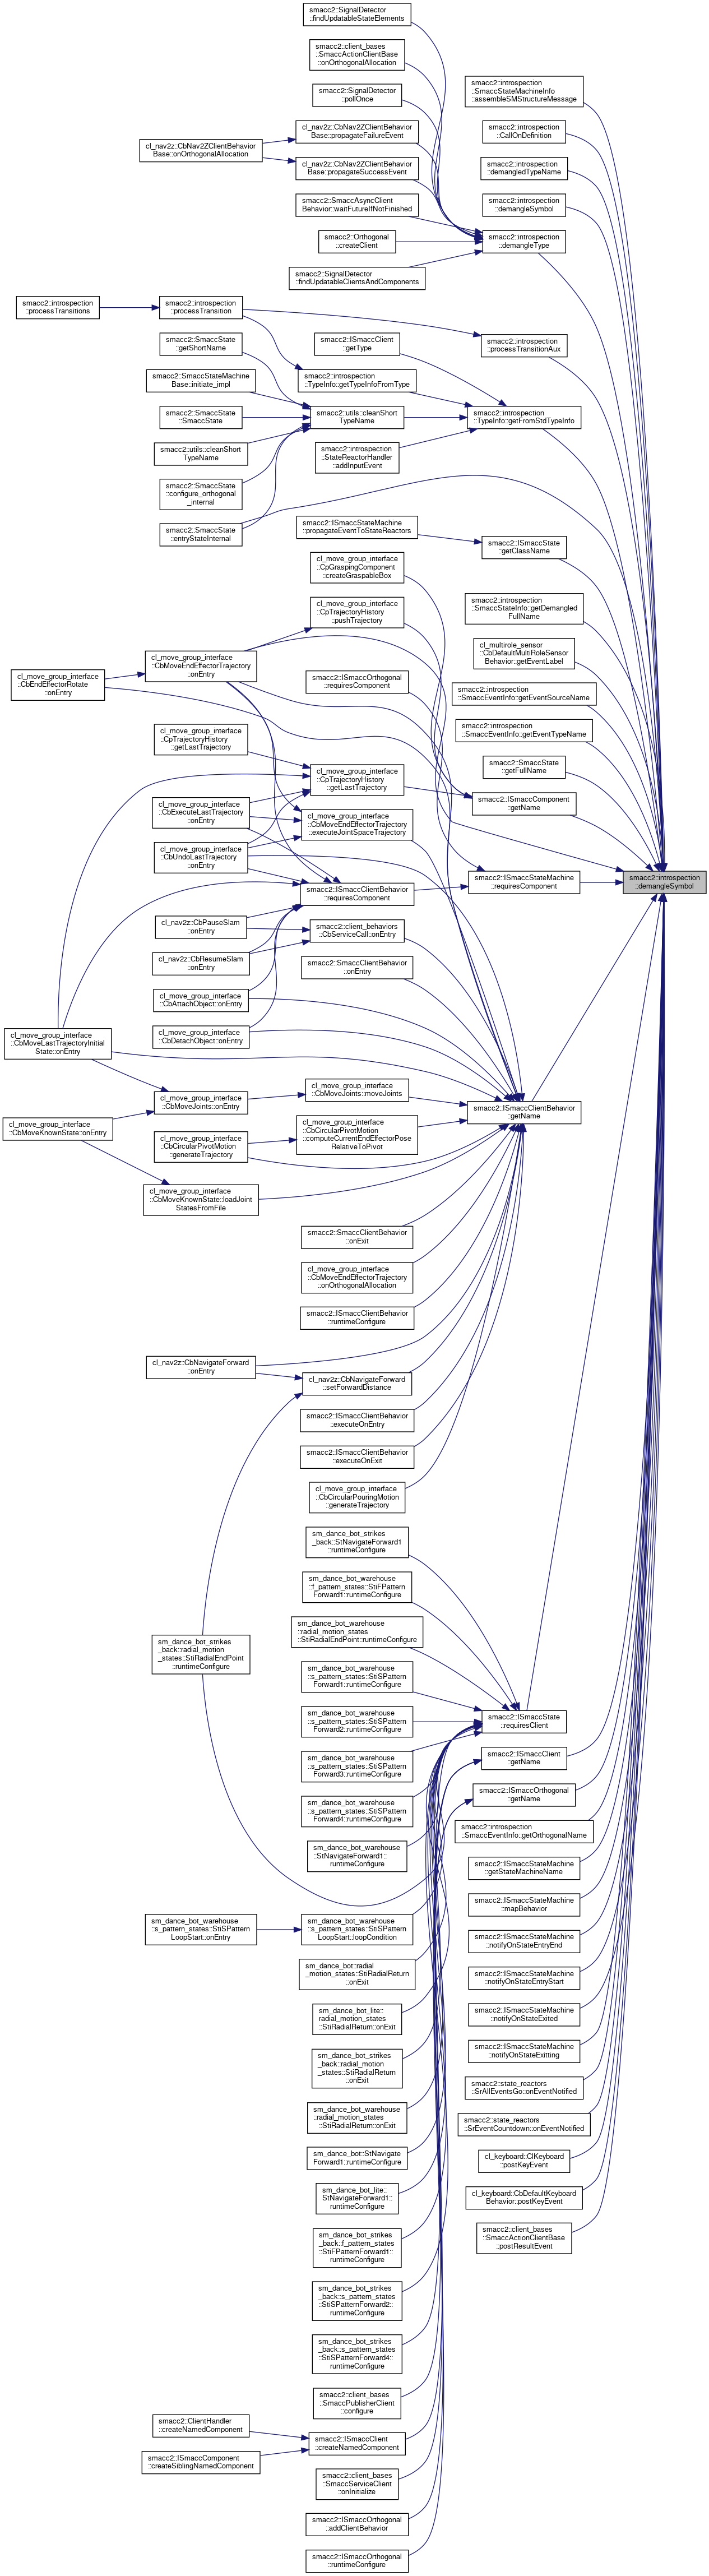 smacc2::SignalDetector
::findUpdatableStateElements
smacc2::client_bases
::SmaccActionClientBase
::onOrthogonalAllocation
smacc2::SignalDetector
::pollOnce
cl_nav2z::CbNav2ZClientBehavior
Base::propagateFailureEvent
cl_nav2z::CbNav2ZClientBehavior
Base::onOrthogonalAllocation
cl_nav2z::CbNav2ZClientBehavior
Base::propagateSuccessEvent
smacc2::SmaccAsyncClient
Behavior::waitFutureIfNotFinished
smacc2::Orthogonal
::createClient
smacc2::SignalDetector
::findUpdatableClientsAndComponents
smacc2::introspection
::SmaccStateMachineInfo
::assembleSMStructureMessage
smacc2::introspection
::CallOnDefinition
smacc2::introspection
::demangledTypeName
smacc2::introspection
::demangleSymbol
smacc2::introspection
::demangleType
smacc2::introspection
::processTransitions
smacc2::introspection
::processTransition
smacc2::SmaccState
::getShortName
smacc2::SmaccStateMachine
Base::initiate_impl
smacc2::SmaccState
::SmaccState
smacc2::utils::cleanShort
TypeName
smacc2::SmaccState
::configure_orthogonal
_internal
smacc2::SmaccState
::entryStateInternal
smacc2::ISmaccClient
::getType
smacc2::introspection
::TypeInfo::getTypeInfoFromType
smacc2::utils::cleanShort
TypeName
smacc2::introspection
::StateReactorHandler
::addInputEvent
smacc2::introspection
::processTransitionAux
smacc2::introspection
::TypeInfo::getFromStdTypeInfo
smacc2::ISmaccStateMachine
::propagateEventToStateReactors
smacc2::ISmaccState
::getClassName
cl_move_group_interface
::CpGraspingComponent
::createGraspableBox
cl_move_group_interface
::CpTrajectoryHistory
::pushTrajectory
smacc2::introspection
::SmaccStateInfo::getDemangled
FullName
cl_multirole_sensor
::CbDefaultMultiRoleSensor
Behavior::getEventLabel
cl_move_group_interface
::CbMoveEndEffectorTrajectory
::onEntry
cl_move_group_interface
::CbEndEffectorRotate
::onEntry
smacc2::ISmaccOrthogonal
::requiresComponent
smacc2::introspection
::SmaccEventInfo::getEventSourceName
smacc2::introspection
::SmaccEventInfo::getEventTypeName
cl_move_group_interface
::CpTrajectoryHistory
::getLastTrajectory
smacc2::SmaccState
::getFullName
cl_move_group_interface
::CpTrajectoryHistory
::getLastTrajectory
smacc2::ISmaccComponent
::getName
cl_move_group_interface
::CbExecuteLastTrajectory
::onEntry
cl_move_group_interface
::CbMoveEndEffectorTrajectory
::executeJointSpaceTrajectory
cl_move_group_interface
::CbUndoLastTrajectory
::onEntry
smacc2::ISmaccClientBehavior
::requiresComponent
smacc2::ISmaccStateMachine
::requiresComponent
smacc2::introspection
::demangleSymbol
cl_nav2z::CbPauseSlam
::onEntry
smacc2::client_behaviors
::CbServiceCall::onEntry
cl_nav2z::CbResumeSlam
::onEntry
smacc2::SmaccClientBehavior
::onEntry
cl_move_group_interface
::CbAttachObject::onEntry
cl_move_group_interface
::CbDetachObject::onEntry
cl_move_group_interface
::CbMoveLastTrajectoryInitial
State::onEntry
cl_move_group_interface
::CbMoveJoints::moveJoints
cl_move_group_interface
::CbMoveJoints::onEntry
smacc2::ISmaccClientBehavior
::getName
cl_move_group_interface
::CbMoveKnownState::onEntry
cl_move_group_interface
::CbCircularPivotMotion
::computeCurrentEndEffectorPose
RelativeToPivot
cl_move_group_interface
::CbCircularPivotMotion
::generateTrajectory
cl_move_group_interface
::CbMoveKnownState::loadJoint
StatesFromFile
smacc2::SmaccClientBehavior
::onExit
cl_move_group_interface
::CbMoveEndEffectorTrajectory
::onOrthogonalAllocation
smacc2::ISmaccClientBehavior
::runtimeConfigure
cl_nav2z::CbNavigateForward
::onEntry
cl_nav2z::CbNavigateForward
::setForwardDistance
smacc2::ISmaccClientBehavior
::executeOnEntry
smacc2::ISmaccClientBehavior
::executeOnExit
cl_move_group_interface
::CbCircularPouringMotion
::generateTrajectory
sm_dance_bot_strikes
_back::StNavigateForward1
::runtimeConfigure
sm_dance_bot_warehouse
::f_pattern_states::StiFPattern
Forward1::runtimeConfigure
sm_dance_bot_warehouse
::radial_motion_states
::StiRadialEndPoint::runtimeConfigure
sm_dance_bot_strikes
_back::radial_motion
_states::StiRadialEndPoint
::runtimeConfigure
sm_dance_bot_warehouse
::s_pattern_states::StiSPattern
Forward1::runtimeConfigure
sm_dance_bot_warehouse
::s_pattern_states::StiSPattern
Forward2::runtimeConfigure
smacc2::ISmaccState
::requiresClient
sm_dance_bot_warehouse
::s_pattern_states::StiSPattern
Forward3::runtimeConfigure
smacc2::ISmaccClient
::getName
sm_dance_bot_warehouse
::s_pattern_states::StiSPattern
Forward4::runtimeConfigure
smacc2::ISmaccOrthogonal
::getName
sm_dance_bot_warehouse
::StNavigateForward1::
runtimeConfigure
smacc2::introspection
::SmaccEventInfo::getOrthogonalName
smacc2::ISmaccStateMachine
::getStateMachineName
smacc2::ISmaccStateMachine
::mapBehavior
sm_dance_bot_warehouse
::s_pattern_states::StiSPattern
LoopStart::onEntry
sm_dance_bot_warehouse
::s_pattern_states::StiSPattern
LoopStart::loopCondition
smacc2::ISmaccStateMachine
::notifyOnStateEntryEnd
sm_dance_bot::radial
_motion_states::StiRadialReturn
::onExit
smacc2::ISmaccStateMachine
::notifyOnStateEntryStart
sm_dance_bot_lite::
radial_motion_states
::StiRadialReturn::onExit
smacc2::ISmaccStateMachine
::notifyOnStateExited
sm_dance_bot_strikes
_back::radial_motion
_states::StiRadialReturn
::onExit
smacc2::ISmaccStateMachine
::notifyOnStateExitting
smacc2::state_reactors
::SrAllEventsGo::onEventNotified
sm_dance_bot_warehouse
::radial_motion_states
::StiRadialReturn::onExit
smacc2::state_reactors
::SrEventCountdown::onEventNotified
sm_dance_bot::StNavigate
Forward1::runtimeConfigure
cl_keyboard::ClKeyboard
::postKeyEvent
sm_dance_bot_lite::
StNavigateForward1::
runtimeConfigure
cl_keyboard::CbDefaultKeyboard
Behavior::postKeyEvent
sm_dance_bot_strikes
_back::f_pattern_states
::StiFPatternForward1::
runtimeConfigure
smacc2::client_bases
::SmaccActionClientBase
::postResultEvent
sm_dance_bot_strikes
_back::s_pattern_states
::StiSPatternForward2::
runtimeConfigure
sm_dance_bot_strikes
_back::s_pattern_states
::StiSPatternForward4::
runtimeConfigure
smacc2::client_bases
::SmaccPublisherClient
::configure
smacc2::ClientHandler
::createNamedComponent
smacc2::ISmaccClient
::createNamedComponent
smacc2::ISmaccComponent
::createSiblingNamedComponent
smacc2::client_bases
::SmaccServiceClient
::onInitialize
smacc2::ISmaccOrthogonal
::addClientBehavior
smacc2::ISmaccOrthogonal
::runtimeConfigure